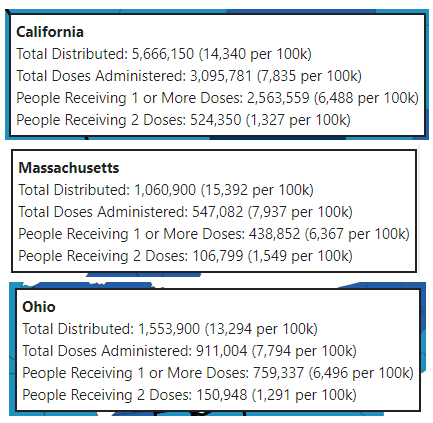 California
Total Distributed: 5,666,150 (14,340 per 100k)
Total Doses Administered: 3,095,781 (7,835 per 100k)
People Receiving 1 or More Doses: 2,563,559 (6,488 per 100k)
People Receiving 2 Doses: 524,350 (1,327 per 100k)
Massachusetts
Total Distributed: 1,060,900 (15,392 per 100k)
Total Doses Administered: 547,082 (7,937 per 100k)
People Receiving 1 or More Doses: 438,852 (6,367 per 100k)
People Receiving 2 Doses: 106,799 (1,549 per 100k)
Ohio
Total Distributed: 1,553,900 (13,294 per 100k)
Total Doses Administered: 911,004 (7,794 per 100k)
People Receiving 1 or More Doses: 759,337 (6,496 per 100k)
People Receiving 2 Doses: 150,948 (1,291 per 100k)